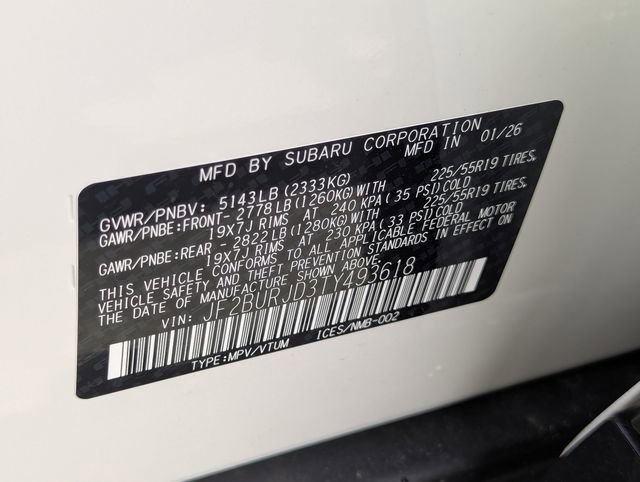 MFD BY SUBARU CORPORATION MFD IN 01/26
GVWR/PNBV: 5143LB(2333KG)
GAWR/PNBE:FRONT- 2778LB(1260KG)WITH 225/55R19 TIRES,
19X7J RIMS AT 240 KPA(35 PSI)COLD
GAWR/PNBE:REAR - 2822LB(1280KG)WITH 225/55R19 TIRES,
19X7J RIMS AT 230 KPA(33 PSI)COLD
THIS VEHICLE CONFORMS TO ALL APPLICABLE FEDERAL MOTOR
VEHICLE SAFETY AND THEFT PREVENTION STANDARDS IN EFFECT ON
THE DATE OF MANUFACTURE SHOWN ABOVE.
VIN: JF2BURJD3TY493618
TYPE:MPV/VTUM ICES/NMB-002